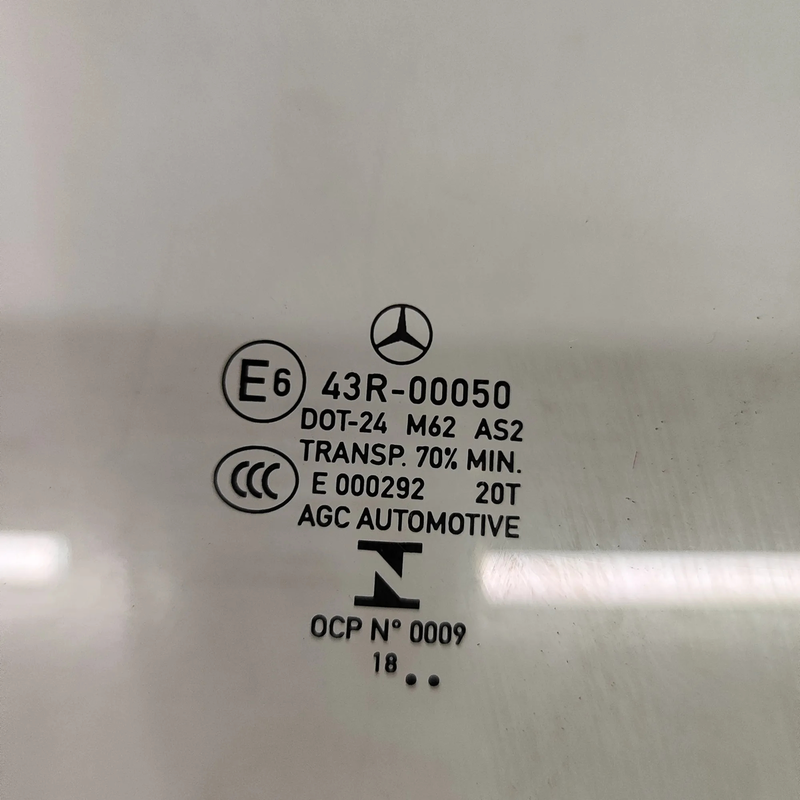 E6 43R-00050
DOT-24 M62 AS2
TRANSP. 70% MIN.
CCC E 000292 20T
AGC AUTOMOTIVE
OCP N° 0009
18 ..